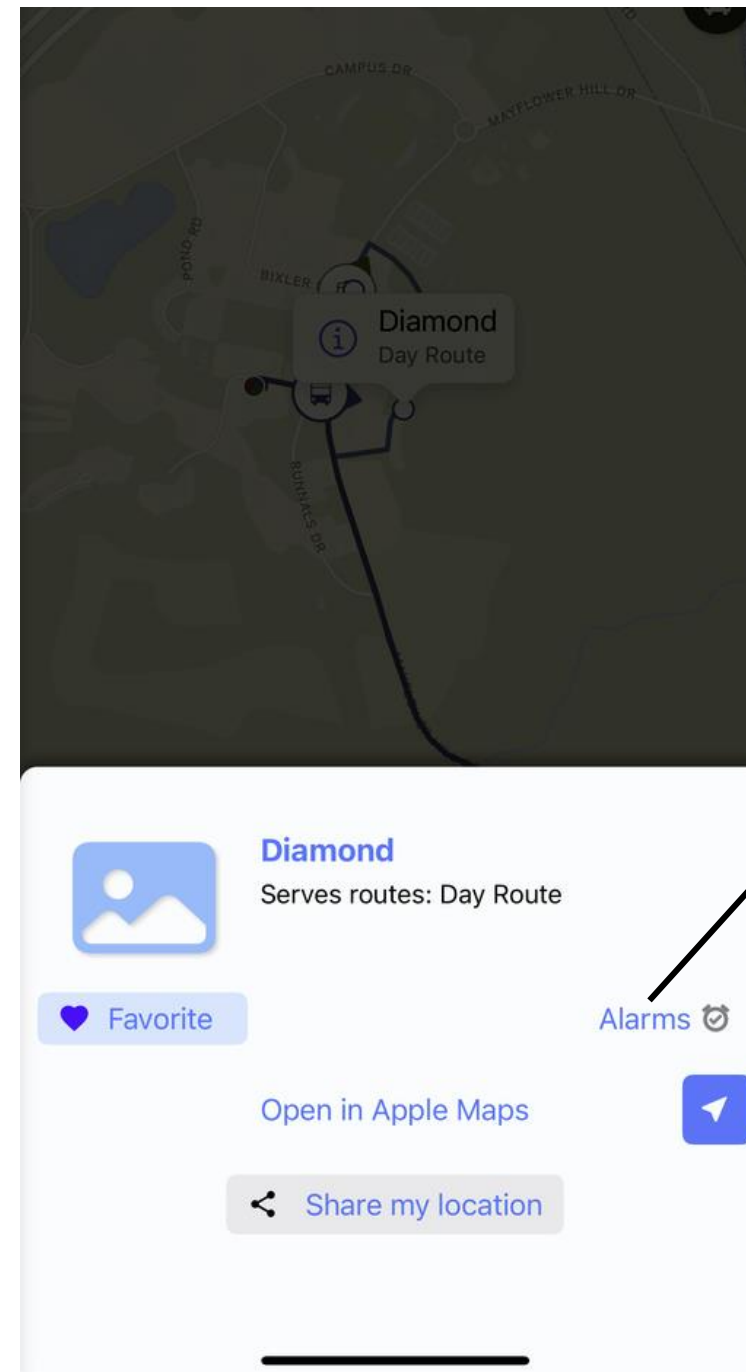 CAMPUS DR
MAYFLOWER HILL DR
POND RD
BIXLER
Diamond
Day Route
RUNNALS DR
Diamond
Serves routes: Day Route
Favorite
Alarms
Open in Apple Maps
Share my location